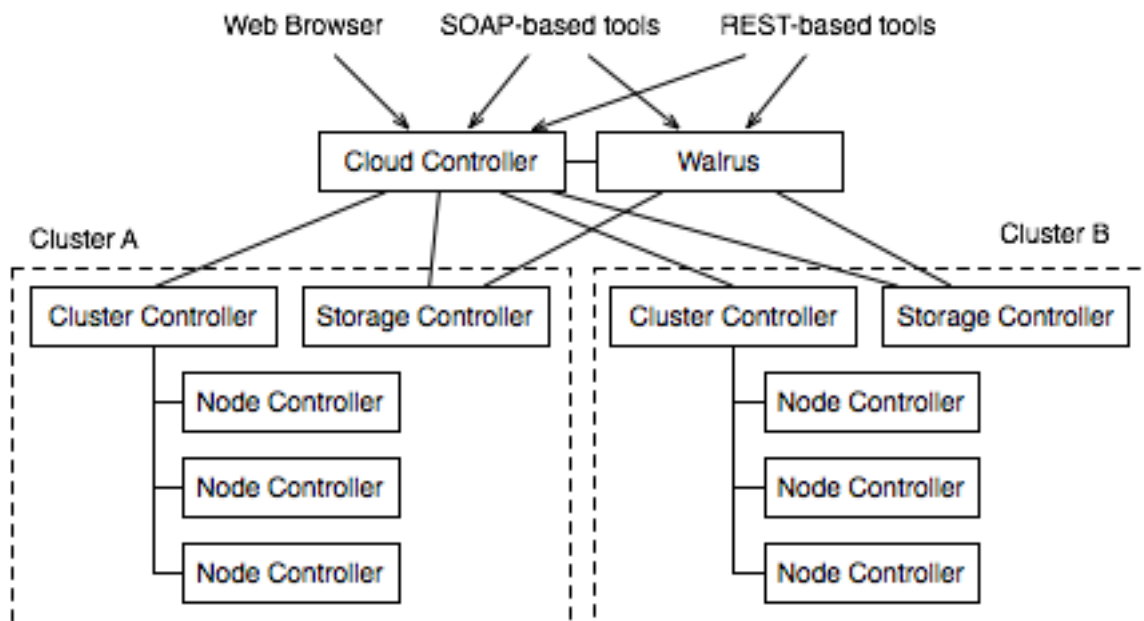 Web Browser
SOAP-based tools
REST-based tools
Cloud Controller
Walrus
Cluster A
Cluster B
Cluster Controller
Storage Controller
Cluster Controller
Storage Controller
Node Controller
Node Controller
Node Controller
Node Controller
Node Controller
Node Controller